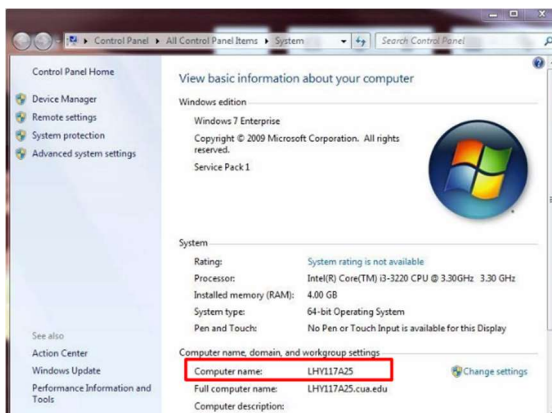 Control Panel ▸ All Control Panel Items ▸ System
Search Control Panel
Control Panel Home
Device Manager
Remote settings
System protection
Advanced system settings
See also
Action Center
Windows Update
Performance Information and
Tools
View basic information about your computer
Windows edition
Windows 7 Enterprise
Copyright © 2009 Microsoft Corporation. All rights
reserved.
Service Pack 1
System
Rating: System rating is not available
Processor: Intel(R) Core(TM) i3-3220 CPU @ 3.30GHz 3.30 GHz
Installed memory (RAM): 4.00 GB
System type: 64-bit Operating System
Pen and Touch: No Pen or Touch Input is available for this Display
Computer name, domain, and workgroup settings
Computer name: LHY117A25 Change settings
Full computer name: LHY117A25.cua.edu
Computer description: